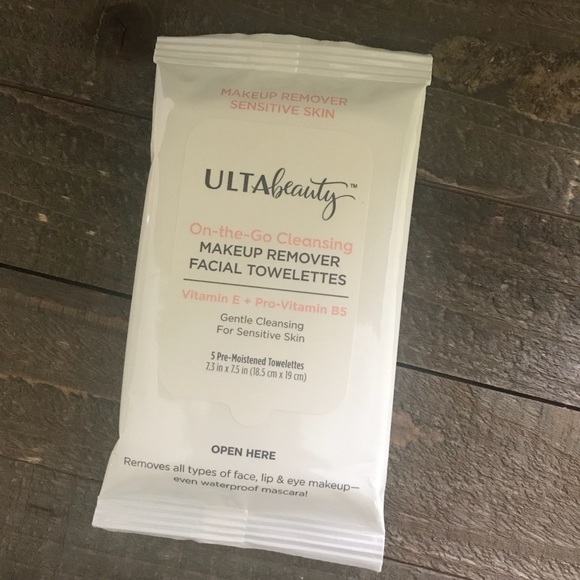 MAKEUP REMOVER
SENSITIVE SKIN
ULTAbeauty™
On-the-Go Cleansing
MAKEUP REMOVER
FACIAL TOWELETTES
Vitamin E + Pro-Vitamin B5
Gentle Cleansing
For Sensitive Skin
5 Pre-Moistened Towelettes
7.3 in x 7.5 in (18.5 cm x 19 cm)
OPEN HERE
Removes all types of face, lip & eye makeup—
even waterproof mascara!